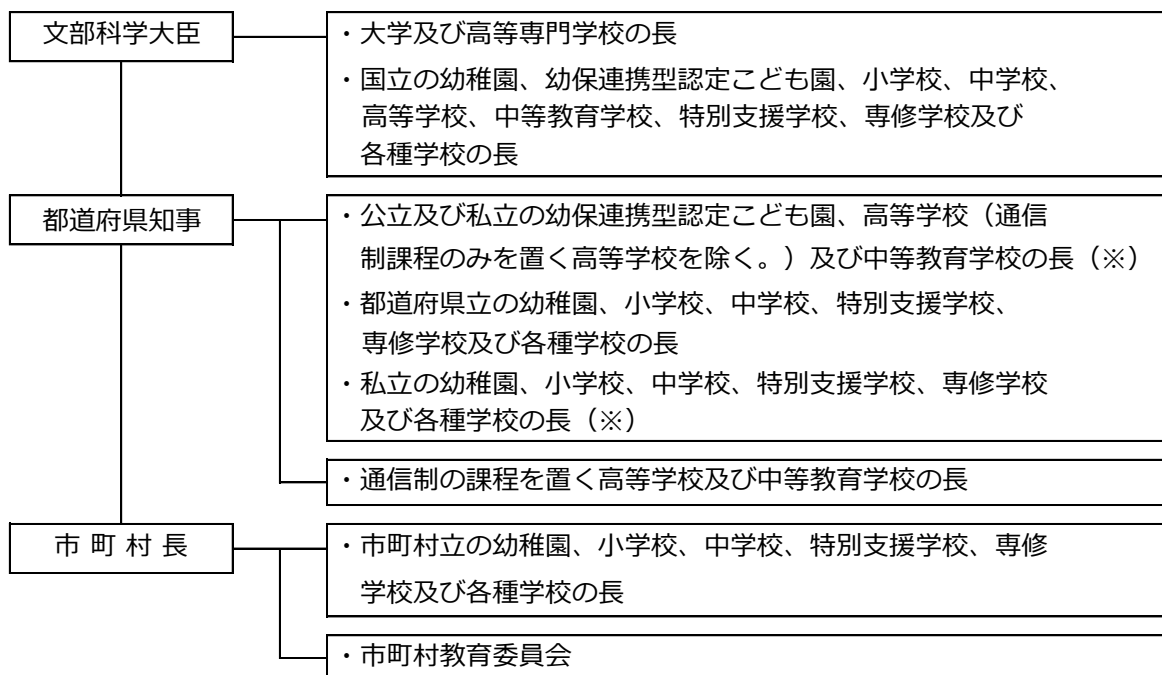 文部科学大臣
・大学及び高等専門学校の長
・国立の幼稚園、幼保連携型認定こども園、小学校、中学校、
高等学校、中等教育学校、特別支援学校、専修学校及び
各種学校の長
都道府県知事
・公立及び私立の幼保連携型認定こども園、高等学校（通信
制課程のみを置く高等学校を除く。）及び中等教育学校の長（※）
・都道府県立の幼稚園、小学校、中学校、特別支援学校、
専修学校及び各種学校の長
・私立の幼稚園、小学校、中学校、特別支援学校、専修学校
及び各種学校の長（※）
・通信制の課程を置く高等学校及び中等教育学校の長
市 町 村 長
・市町村立の幼稚園、小学校、中学校、特別支援学校、専修
学校及び各種学校の長
・市町村教育委員会